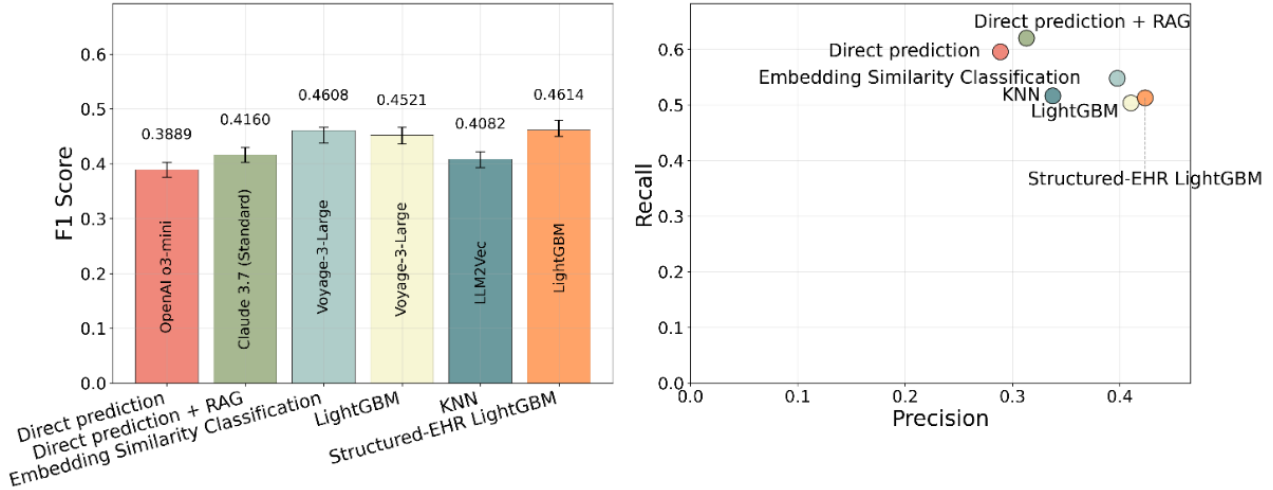 F1 Score
0.6
0.5
0.4
0.3
0.2
0.1
0.0
0.3889
0.4160
0.4608
0.4521
0.4082
0.4614
OpenAI o3-mini
Claude 3.7 (Standard)
Voyage-3-Large
Voyage-3-Large
LLM2Vec
LightGBM
Direct prediction
Direct prediction + RAG
Embedding Similarity Classification
LightGBM
KNN
Structured-EHR LightGBM
Recall
0.6
0.5
0.4
0.3
0.2
0.1
0.0
Direct prediction + RAG
Direct prediction
Embedding Similarity Classification
KNN
LightGBM
Structured-EHR LightGBM
0.0
0.1
0.2
0.3
0.4
Precision